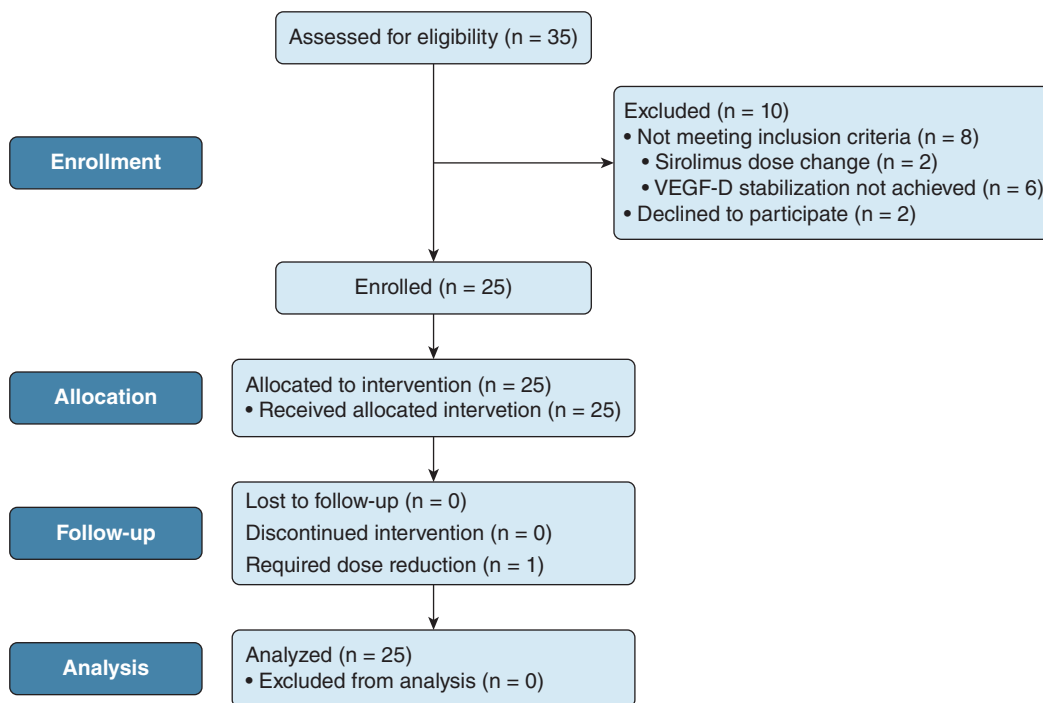 Assessed for eligibility (n = 35)
Enrollment
Excluded (n = 10)
• Not meeting inclusion criteria (n = 8)
• Sirolimus dose change (n = 2)
• VEGF-D stabilization not achieved (n = 6)
• Declined to participate (n = 2)
Enrolled (n = 25)
Allocation
Allocated to intervention (n = 25)
• Received allocated intervetion (n = 25)
Follow-up
Lost to follow-up (n = 0)
Discontinued intervention (n = 0)
Required dose reduction (n = 1)
Analysis
Analyzed (n = 25)
• Excluded from analysis (n = 0)